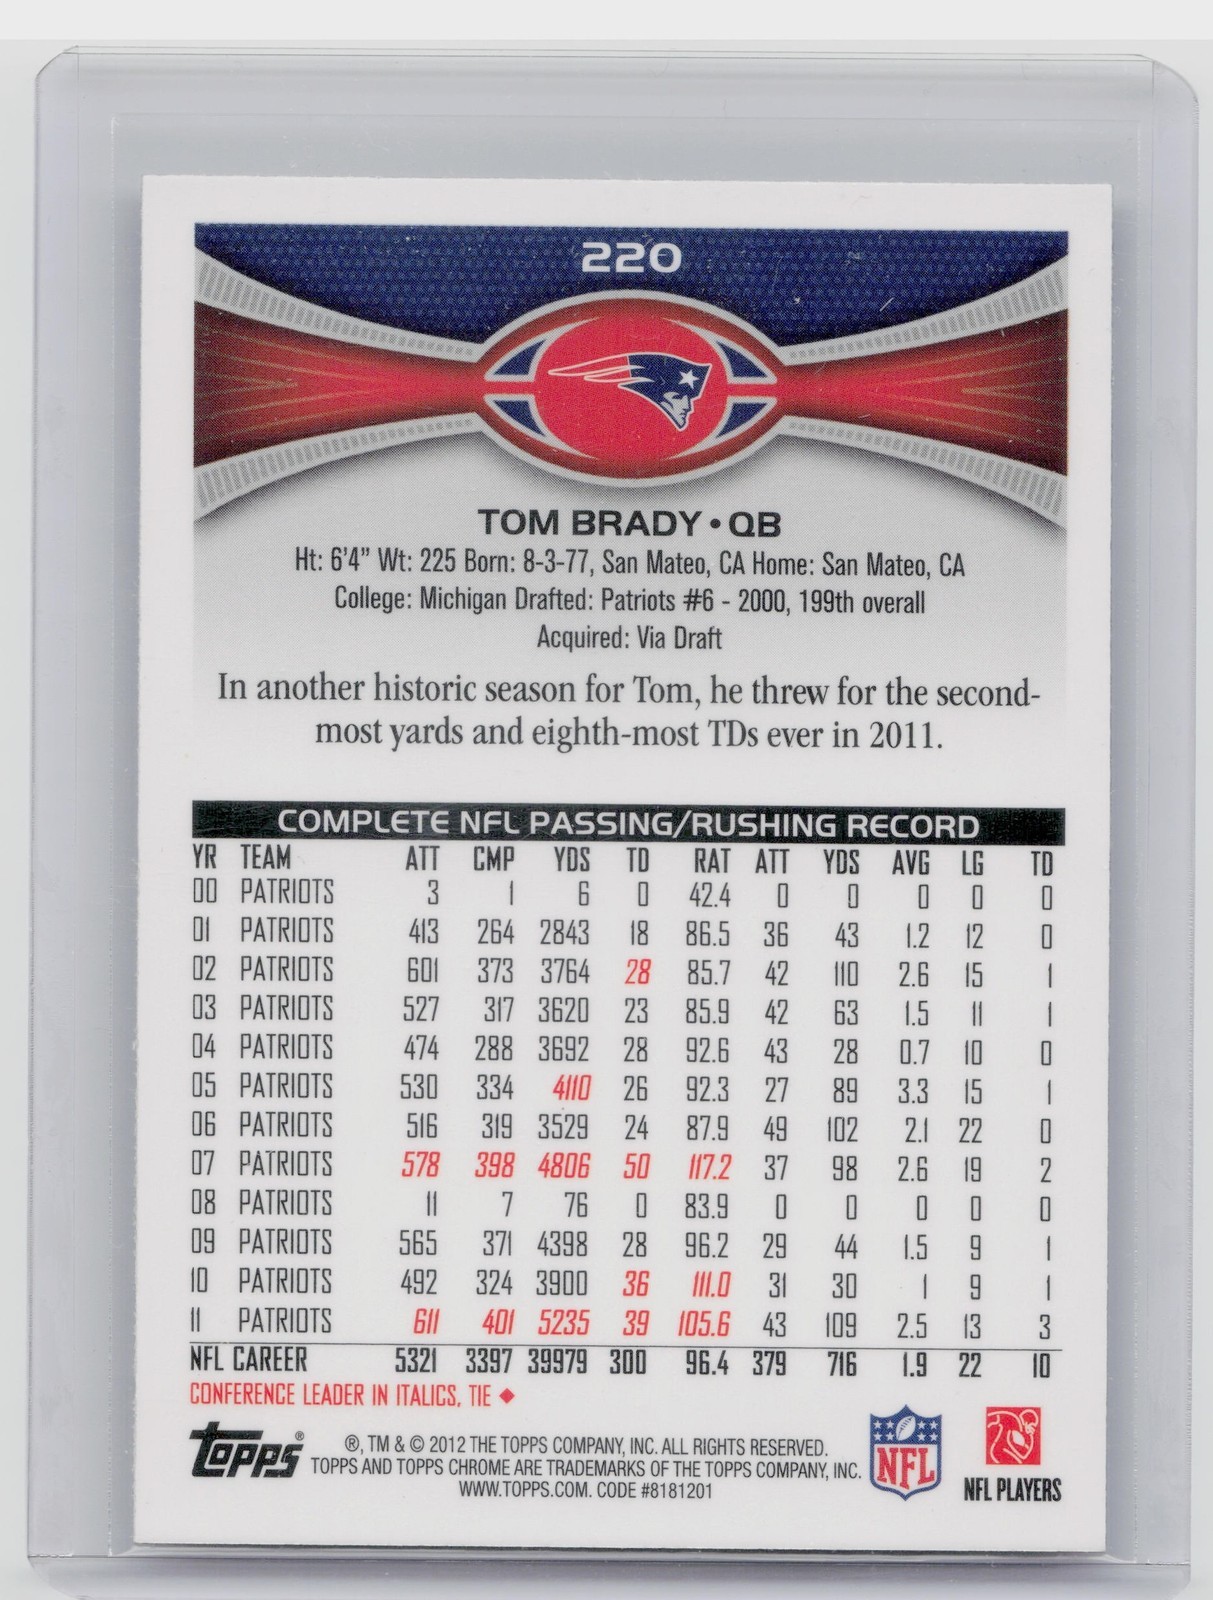 220
TOM BRADY • QB
Ht: 6'4" Wt: 225 Born: 8-3-77, San Mateo, CA Home: San Mateo, CA
College: Michigan Drafted: Patriots #6 - 2000, 199th overall
Acquired: Via Draft
In another historic season for Tom, he threw for the second-
most yards and eighth-most TDs ever in 2011.
COMPLETE NFL PASSING/RUSHING RECORD
YR TEAM ATT CMP YDS TD RAT ATT YDS AVG LG TD
00 PATRIOTS 3 1 6 0 42.4 0 0 0 0 0
01 PATRIOTS 413 264 2843 18 86.5 36 43 1.2 12 0
02 PATRIOTS 601 373 3764 28 85.7 42 110 2.6 15 1
03 PATRIOTS 527 317 3620 23 85.9 42 63 1.5 11 1
04 PATRIOTS 474 288 3692 28 92.6 43 28 0.7 10 0
05 PATRIOTS 530 334 4110 26 92.3 27 89 3.3 15 1
06 PATRIOTS 516 319 3529 24 87.9 49 102 2.1 22 0
07 PATRIOTS 578 398 4806 50 117.2 37 98 2.6 19 2
08 PATRIOTS 11 7 76 0 83.9 0 0 0 0 0
09 PATRIOTS 565 371 4398 28 96.2 29 44 1.5 9 1
10 PATRIOTS 492 324 3900 36 111.0 31 30 1 9 1
11 PATRIOTS 611 401 5235 39 105.6 43 109 2.5 13 3
NFL CAREER 5321 3397 39979 300 96.4 379 716 1.9 22 10
CONFERENCE LEADER IN ITALICS, TIE ◆
Topps®
®, TM & © 2012 THE TOPPS COMPANY, INC. ALL RIGHTS RESERVED.
TOPPS AND TOPPS CHROME ARE TRADEMARKS OF THE TOPPS COMPANY, INC.
WWW.TOPPS.COM. CODE #8181201
NFL
NFL PLAYERS